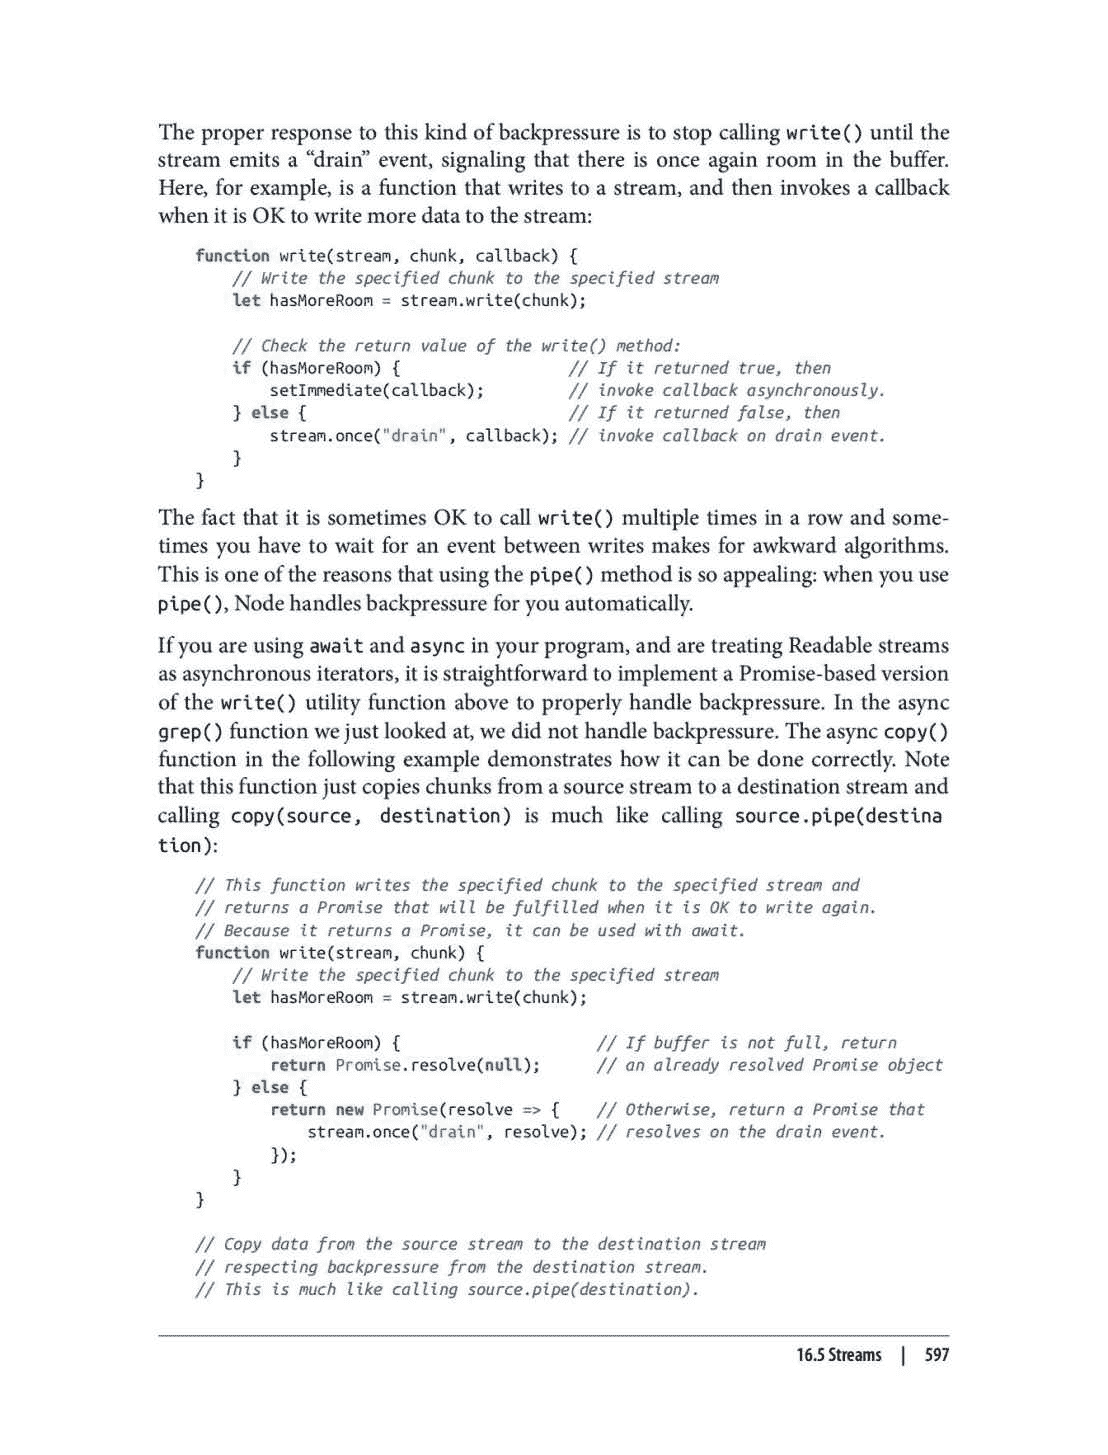 The proper response to this kind of backpressure is to stop calling write() until the
stream emits a “drain” event, signaling that there is once again room in the buffer.
Here, for example, is a function that writes to a stream, and then invokes a callback
when it is OK to write more data to the stream:
function write(stream, chunk, callback) {
    // Write the specified chunk to the specified stream
    let hasMoreRoom = stream.write(chunk);
    // Check the return value of the write() method:
    if (hasMoreRoom) {                  // If it returned true, then
        setImmediate(callback);         // invoke callback asynchronously.
    } else {                            // If it returned false, then
        stream.once("drain", callback); // invoke callback on drain event.
    }
}
The fact that it is sometimes OK to call write() multiple times in a row and some-
times you have to wait for an event between writes makes for awkward algorithms.
This is one of the reasons that using the pipe() method is so appealing: when you use
pipe(), Node handles backpressure for you automatically.
If you are using await and async in your program, and are treating Readable streams
as asynchronous iterators, it is straightforward to implement a Promise-based version
of the write() utility function above to properly handle backpressure. In the async
grep() function we just looked at, we did not handle backpressure. The async copy()
function in the following example demonstrates how it can be done correctly. Note
that this function just copies chunks from a source stream to a destination stream and
calling copy(source, destination) is much like calling source.pipe(destina
tion):
// This function writes the specified chunk to the specified stream and
// returns a Promise that will be fulfilled when it is OK to write again.
// Because it returns a Promise, it can be used with await.
function write(stream, chunk) {
    // Write the specified chunk to the specified stream
    let hasMoreRoom = stream.write(chunk);
    if (hasMoreRoom) {                     // If buffer is not full, return
        return Promise.resolve(null);      // an already resolved Promise object
    } else {
        return new Promise(resolve => {    // Otherwise, return a Promise that
            stream.once("drain", resolve); // resolves on the drain event.
        });
    }
}
// Copy data from the source stream to the destination stream
// respecting backpressure from the destination stream.
// This is much like calling source.pipe(destination).
16.5 Streams | 597